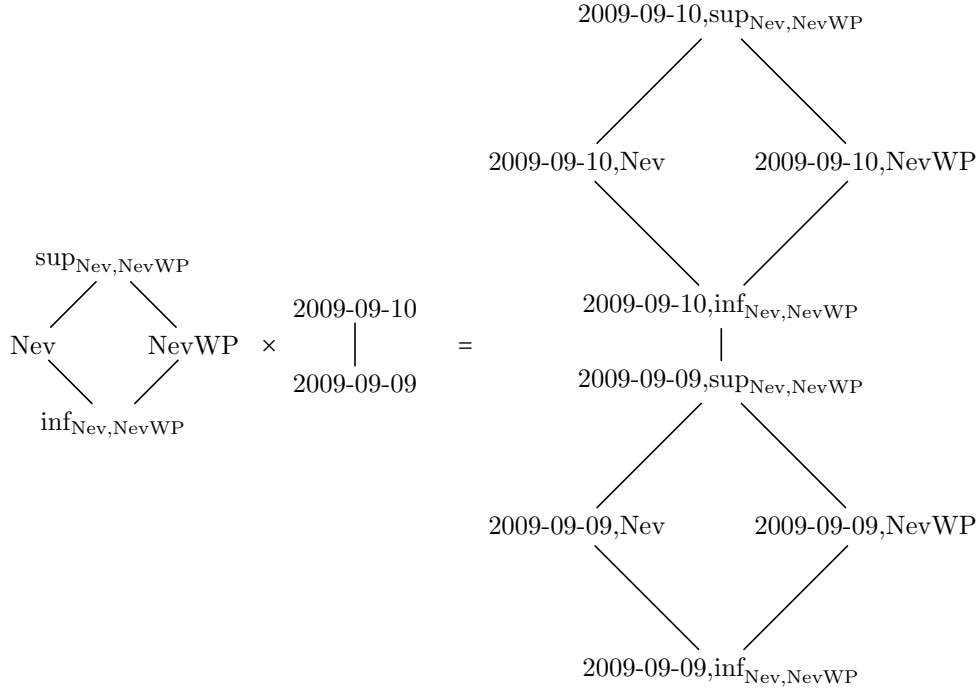 2009-09-10,sup_Nev,NevWP
2009-09-10,Nev 2009-09-10,NevWP
sup_Nev,NevWP
2009-09-10 2009-09-10,inf_Nev,NevWP
Nev NevWP × =
2009-09-09 2009-09-09,sup_Nev,NevWP
inf_Nev,NevWP
2009-09-09,Nev 2009-09-09,NevWP
2009-09-09,inf_Nev,NevWP